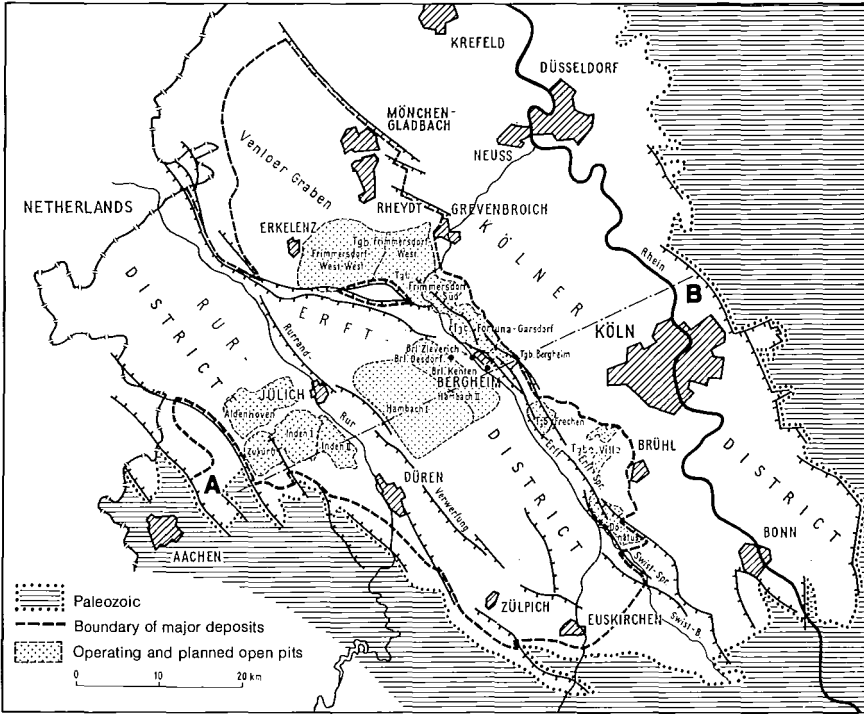 KREFELD
DÜSSELDORF
MÖNCHEN-
GLADBACH
NEUSS
Venloer Graben
NETHERLANDS
RHEYDT
GREVENBROICH
ERKELENZ
Tgb. Frimmersdorf
West
Frimmersdorf
West-West
Tgb.
Frimmersdorf
Süd
KÖLNER
Rhein
B
RUR-
DISTRICT
ERFT-
DISTRICT
Rurrand-
Verwerfung
Tgb. Fortuna-Garsdorf
KÖLN
Brl. Zieverich
Brl. Oesdorf
Brl. Kenten
Tgb. Bergheim
BERGHEIM
JÜLICH
Aldenhoven
Hambach I
Hambach II
Rur
Inden I
Inden II
Zukunft
Tgb. Frechen
Tgb. Ville
BRÜHL
Erft
Erft-Spr.
A
DÜREN
DISTRICT
AACHEN
BONN
Swist-Spr.
ZÜLPICH
EUSKIRCHEN
Swist-B.
Paleozoic
Boundary of major deposits
Operating and planned open pits
0 10 20 km